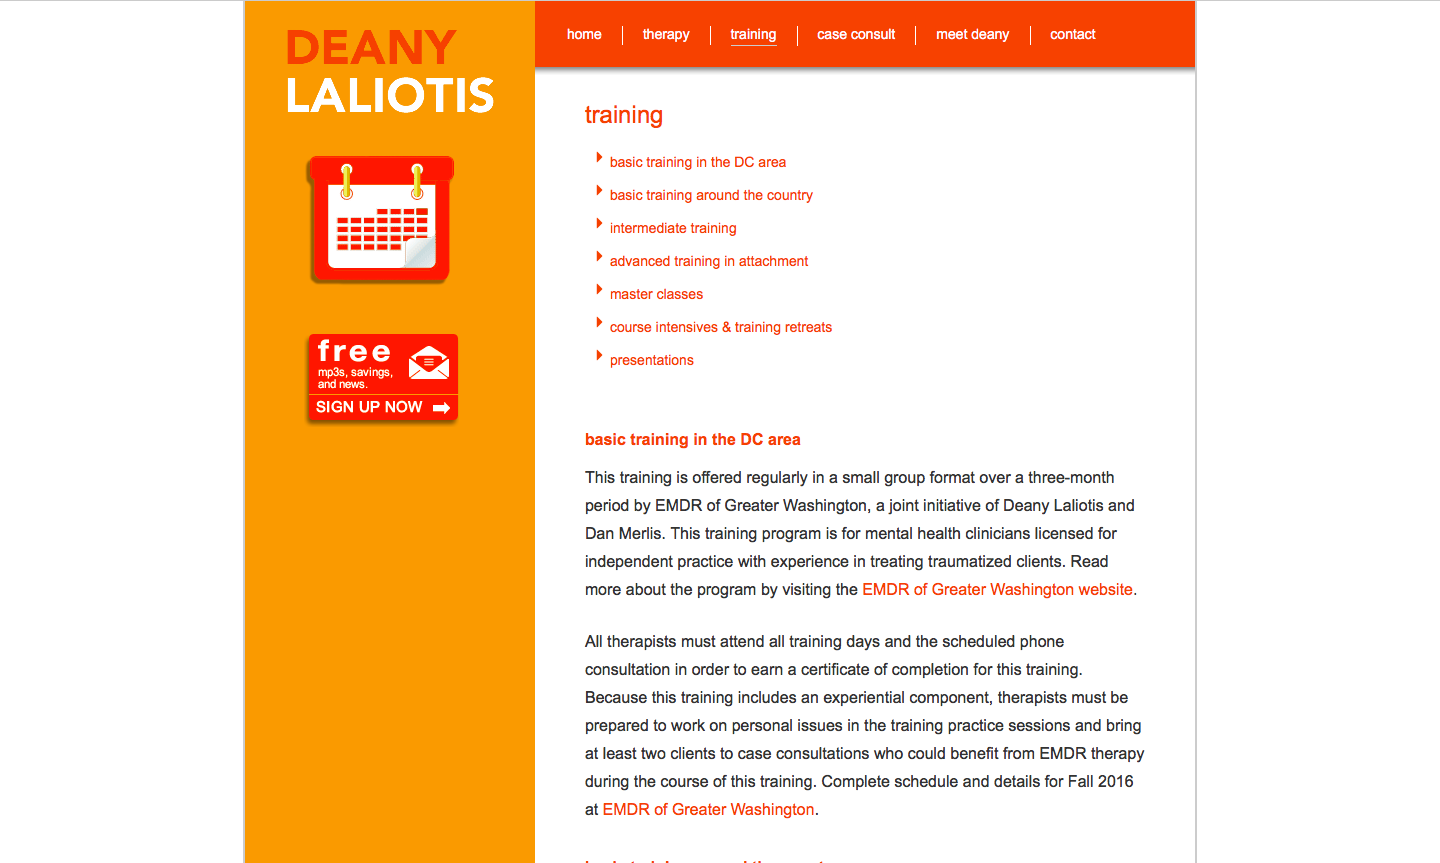 DEANY
LALIOTIS
free
mp3s, savings,
and news.
SIGN UP NOW
home
therapy
training
case consult
meet deany
contact
training
basic training in the DC area
basic training around the country
intermediate training
advanced training in attachment
master classes
course intensives & training retreats
presentations
basic training in the DC area
This training is offered regularly in a small group format over a three-month
period by EMDR of Greater Washington, a joint initiative of Deany Laliotis and
Dan Merlis. This training program is for mental health clinicians licensed for
independent practice with experience in treating traumatized clients. Read
more about the program by visiting the EMDR of Greater Washington website.
All therapists must attend all training days and the scheduled phone
consultation in order to earn a certificate of completion for this training.
Because this training includes an experiential component, therapists must be
prepared to work on personal issues in the training practice sessions and bring
at least two clients to case consultations who could benefit from EMDR therapy
during the course of this training. Complete schedule and details for Fall 2016
at EMDR of Greater Washington.